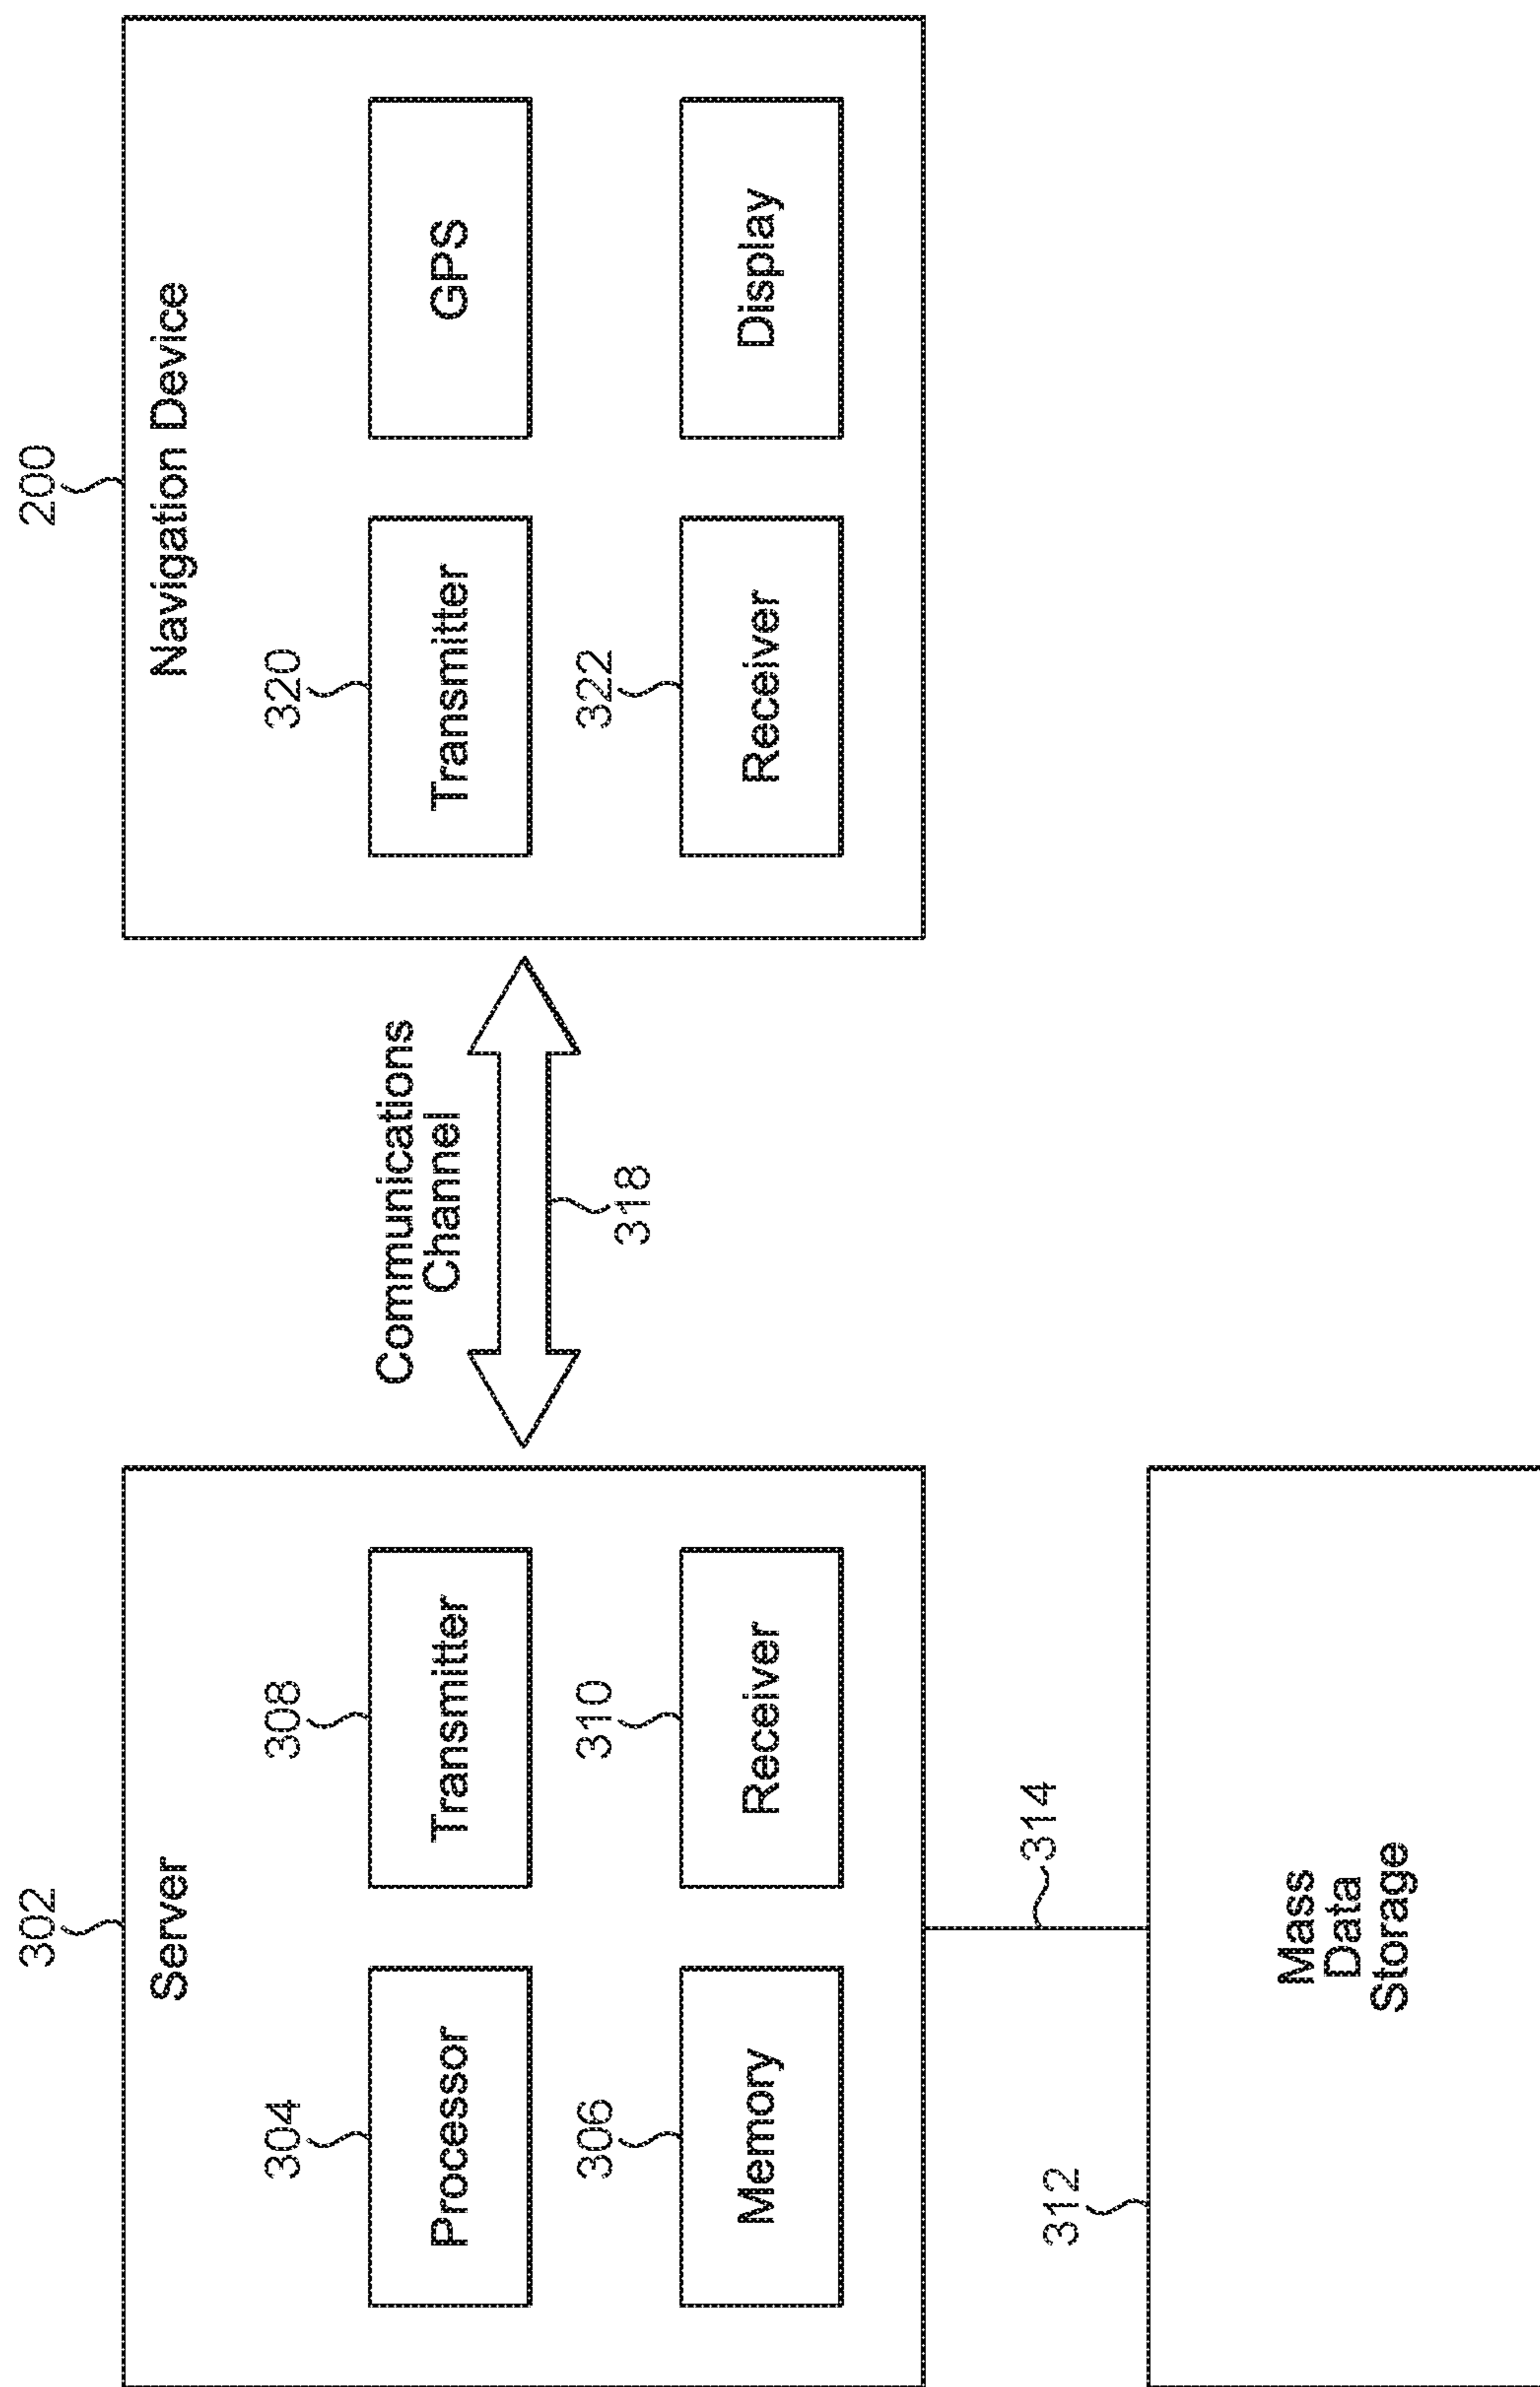 302
Server
304
Processor
308
Transmitter
306
Memory
310
Receiver
Communications
Channel
318
200
Navigation Device
320
Transmitter
GPS
322
Receiver
Display
314
312
Mass
Data
Storage